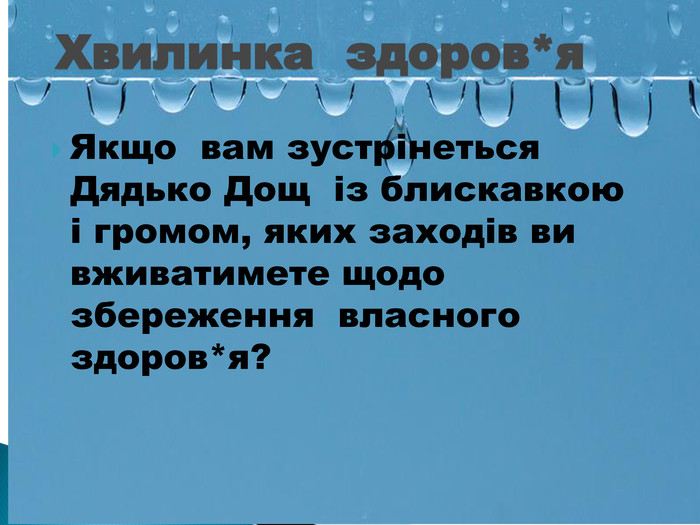 Хвилинка здоров*я
Якщо вам зустрінеться
Дядько Дощ із блискавкою
і громом, яких заходів ви
вживатимете щодо
збереження власного
здоров*я?